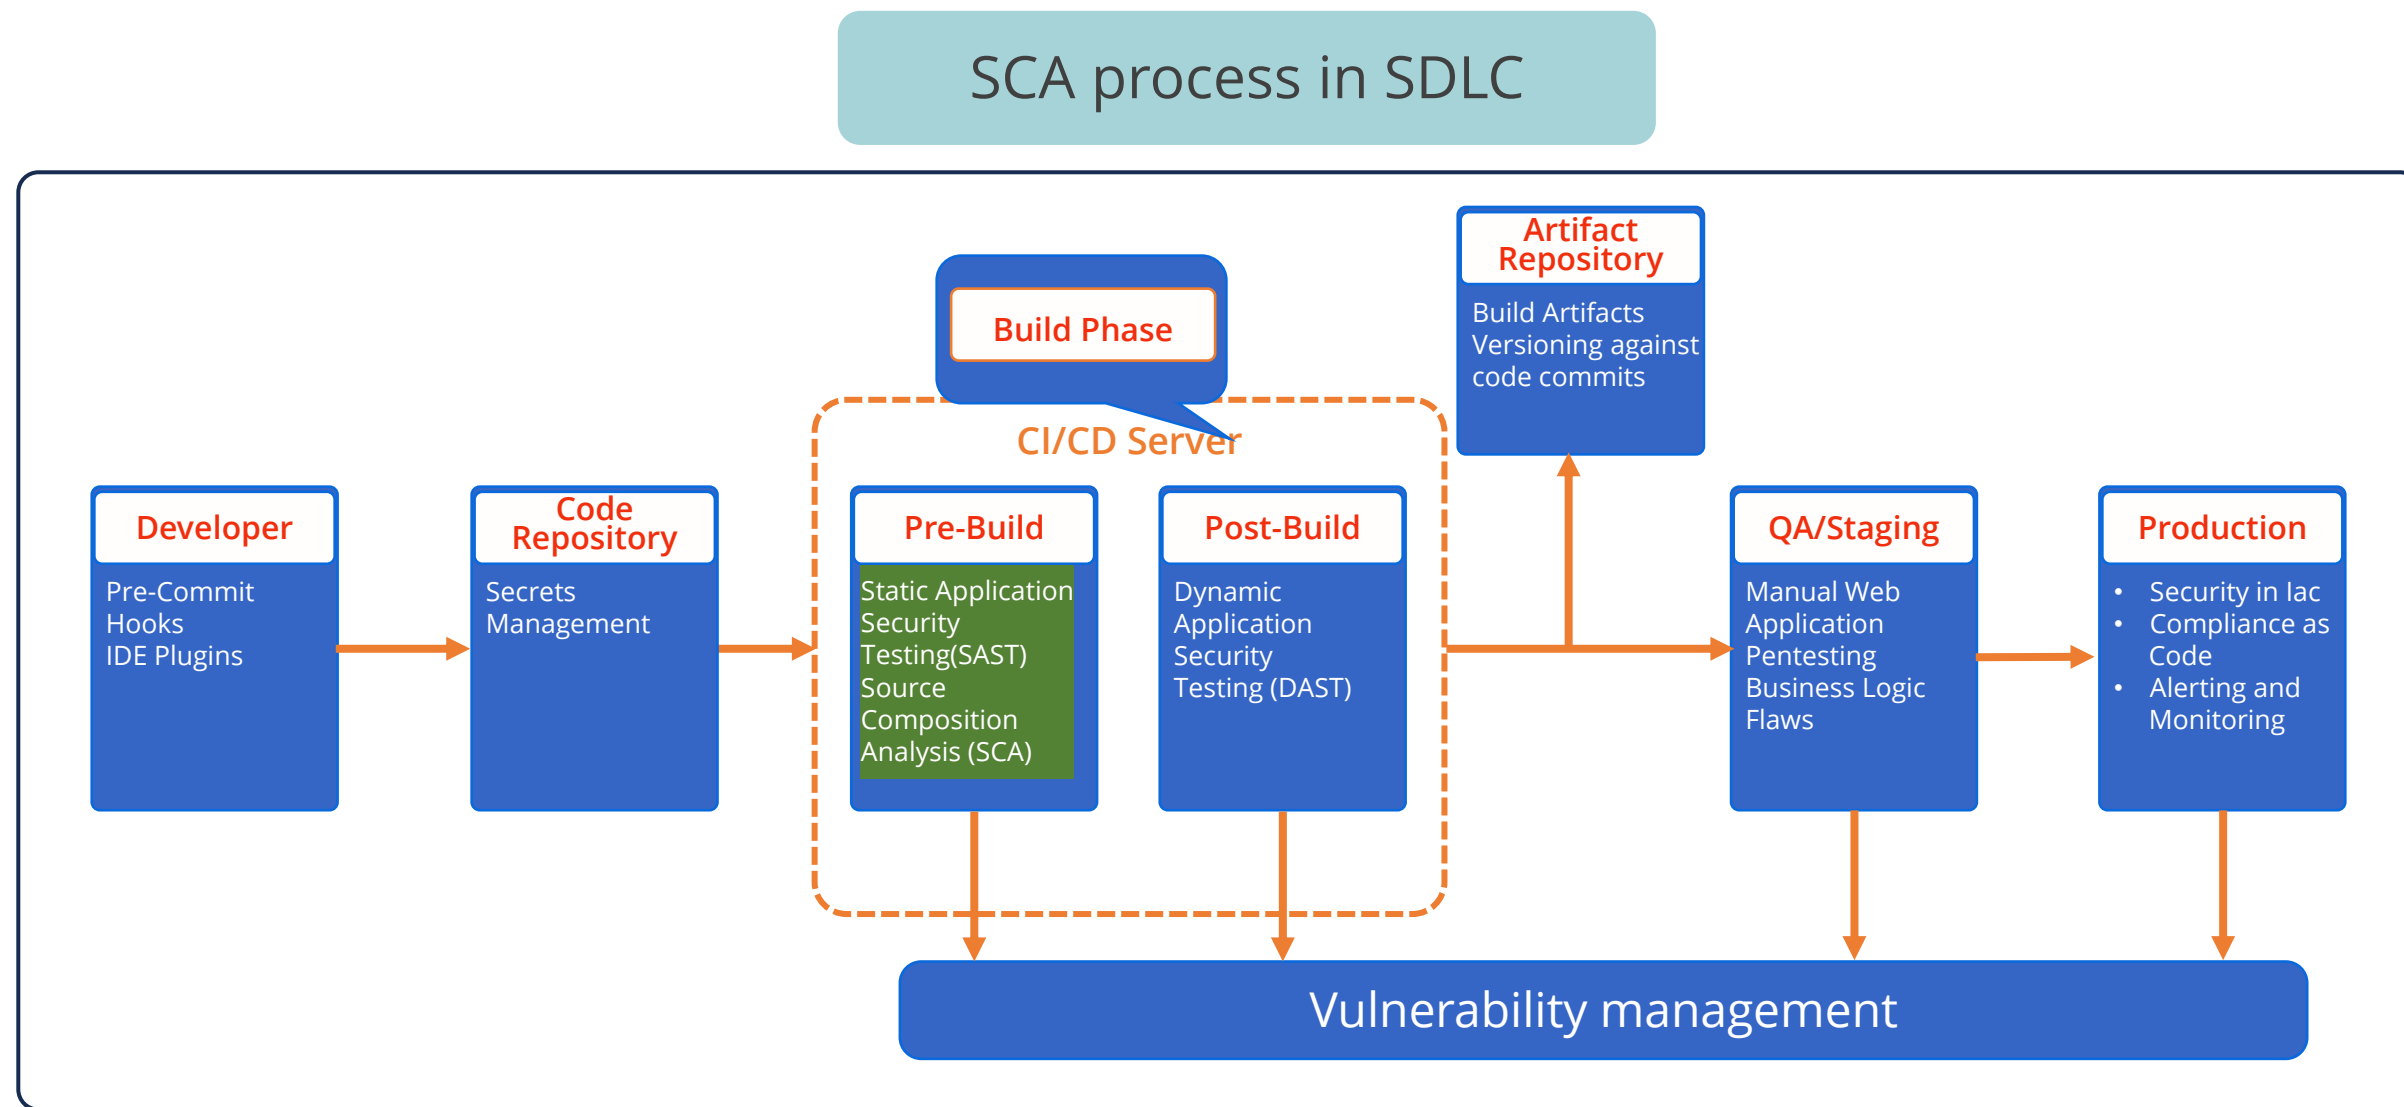 SCA process in SDLC
Artifact
Repository
Build Artifacts
Versioning against
code commits
Build Phase
CI/CD Server
Developer
Pre-Commit
Hooks
IDE Plugins
Code
Repository
Secrets
Management
Pre-Build
Static Application
Security
Testing(SAST)
Source
Composition
Analysis (SCA)
Post-Build
Dynamic
Application
Security
Testing (DAST)
QA/Staging
Manual Web
Application
Pentesting
Business Logic
Flaws
Production
• Security in Iac
• Compliance as
Code
• Alerting and
Monitoring
Vulnerability management